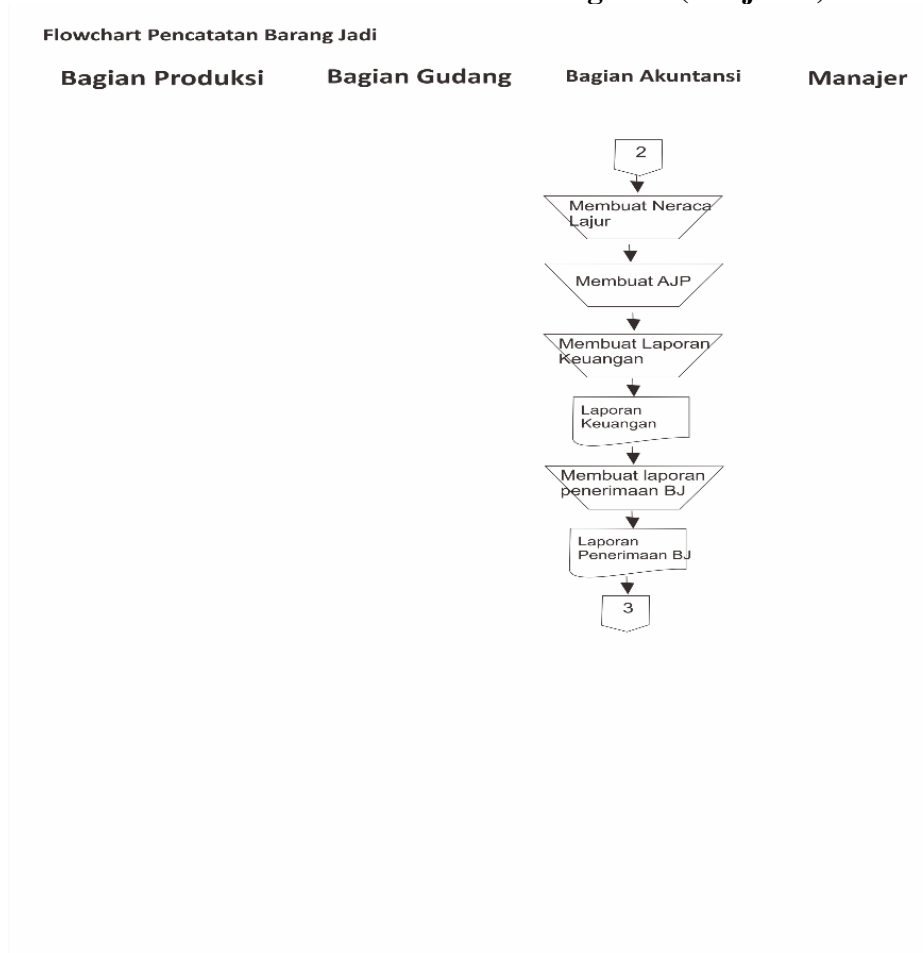 Flowchart Pencatatan Barang Jadi
Bagian Produksi Bagian Gudang Bagian Akuntansi Manajer
2
Membuat Neraca
Lajur
Membuat AJP
Membuat Laporan
Keuangan
Laporan
Keuangan
Membuat laporan
penerimaan BJ
Laporan
Penerimaan BJ
3